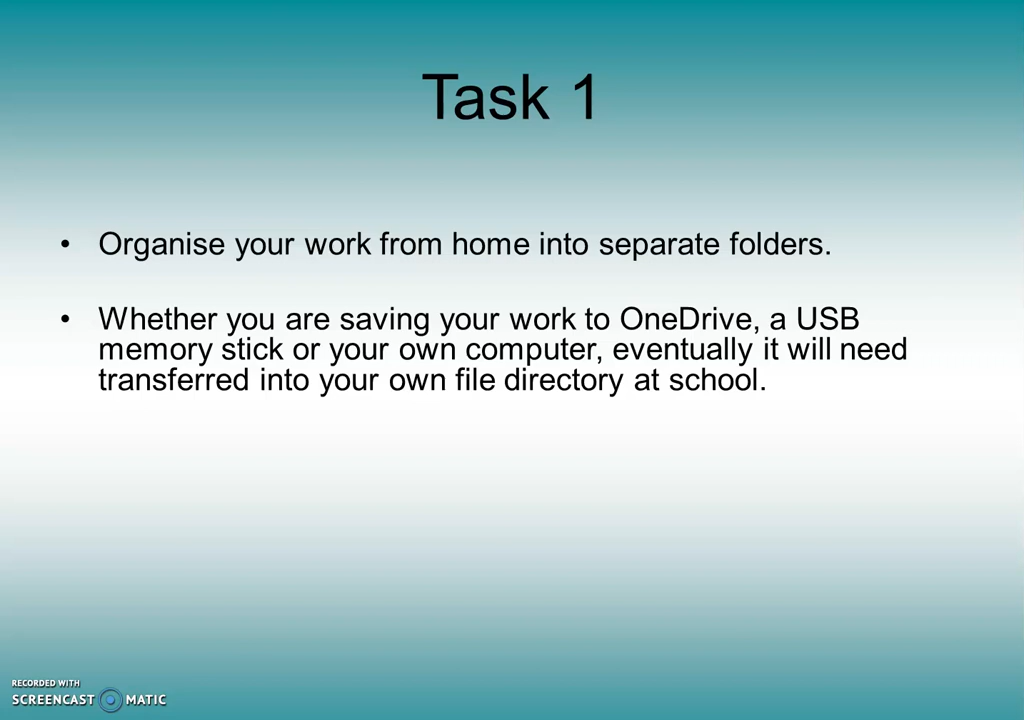 Task 1
• Organise your work from home into separate folders.
• Whether you are saving your work to OneDrive, a USB
memory stick or your own computer, eventually it will need
transferred into your own file directory at school.
RECORDED WITH
SCREENCAST MATIC